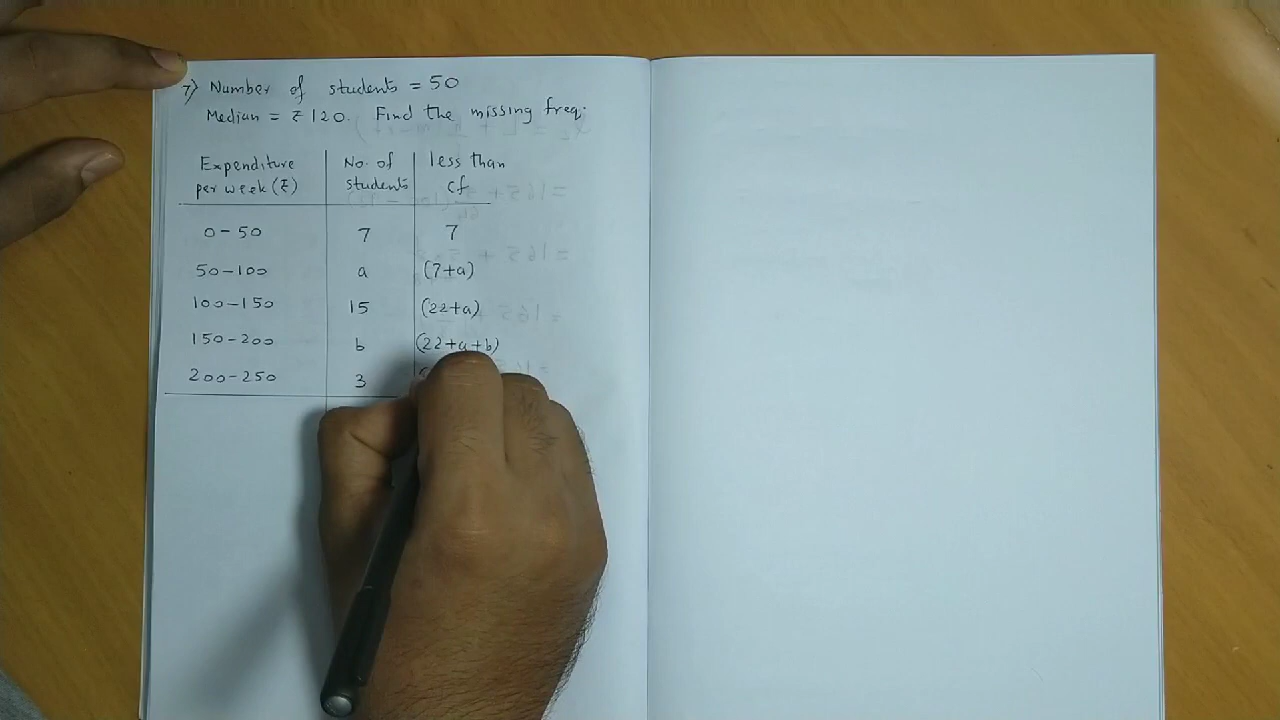 7) Number of students = 50
Median = ₹ 120. Find the missing freq.
Expenditure per week (₹) No. of students less than cf
0-50 7 7
50-100 a (7+a)
100-150 15 (22+a)
150-200 b (22+a+b)
200-250 3